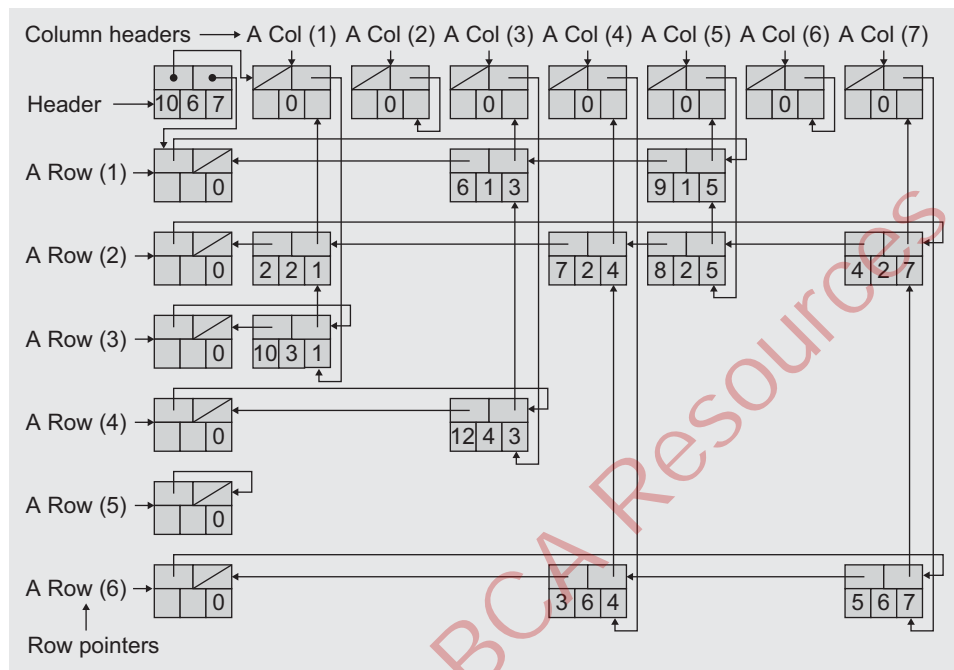 Column headers A Col (1) A Col (2) A Col (3) A Col (4) A Col (5) A Col (6) A Col (7)
Header 10 6 7 0 0 0 0 0 0 0
A Row (1) 0 6 1 3 9 1 5
A Row (2) 0 2 2 1 7 2 4 8 2 5 4 2 7
A Row (3) 0 10 3 1
A Row (4) 0 12 4 3
A Row (5) 0
A Row (6) 0 3 6 4 5 6 7
Row pointers
BCA Resources